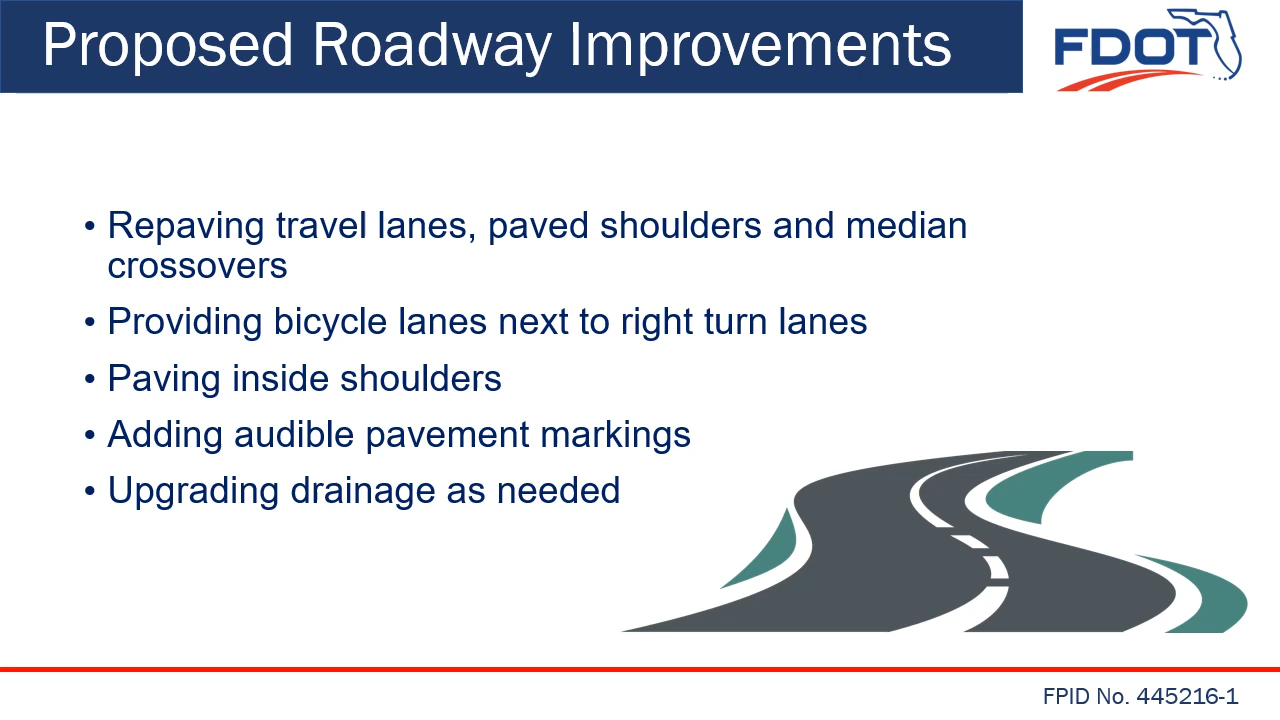 Proposed Roadway Improvements
FDOT
• Repaving travel lanes, paved shoulders and median
crossovers
• Providing bicycle lanes next to right turn lanes
• Paving inside shoulders
• Adding audible pavement markings
• Upgrading drainage as needed
FPID No. 445216-1